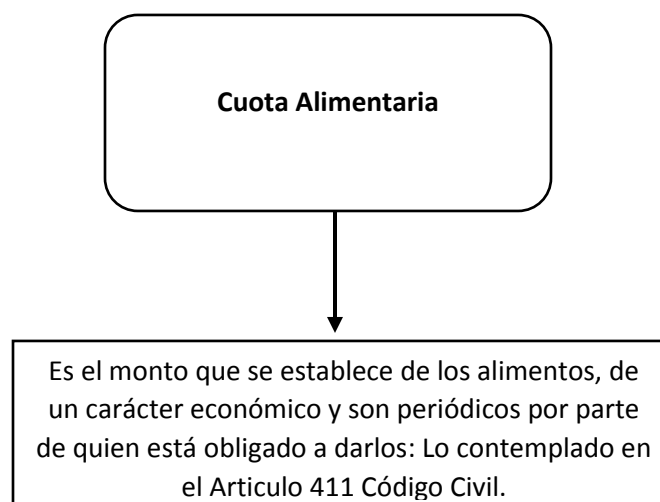 Cuota Alimentaria
Es el monto que se establece de los alimentos, de
un carácter económico y son periódicos por parte
de quien está obligado a darlos: Lo contemplado en
el Articulo 411 Código Civil.